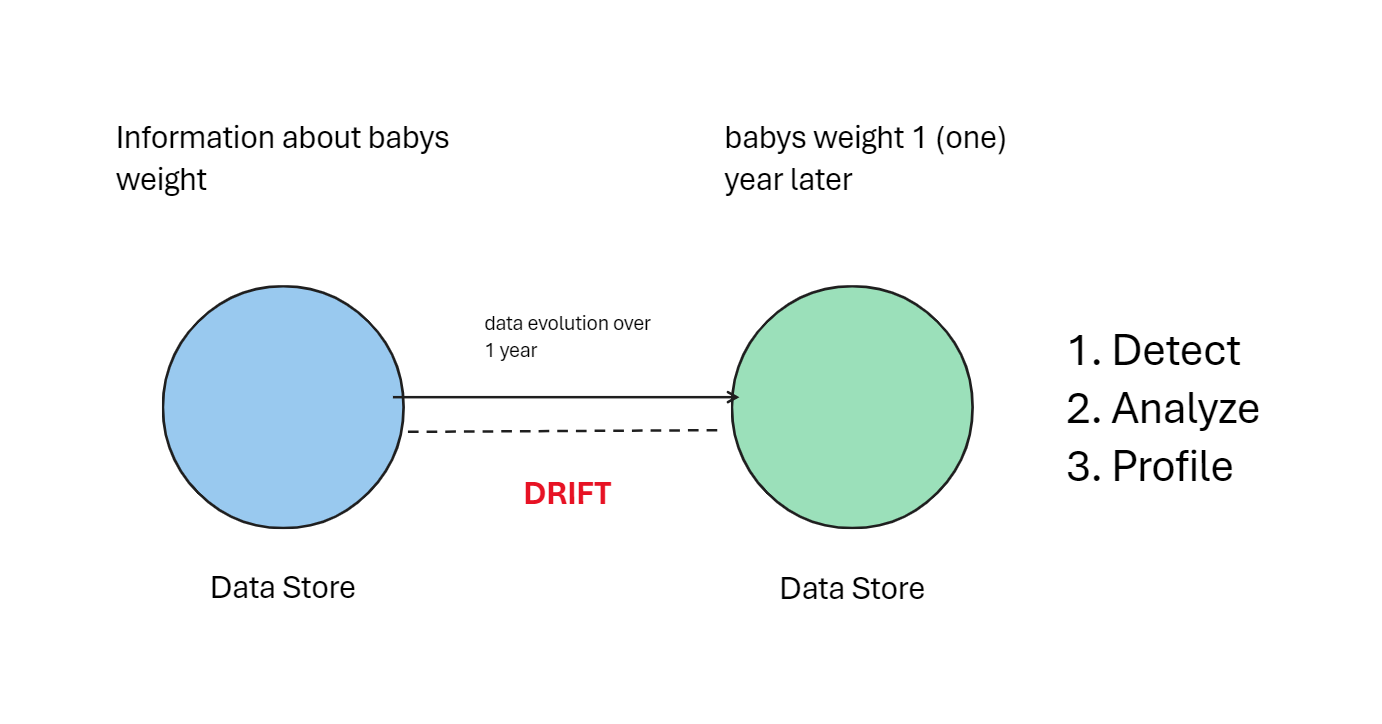 Information about babys
weight
babys weight 1 (one)
year later
data evolution over
1 year
DRIFT
1. Detect
2. Analyze
3. Profile
Data Store
Data Store